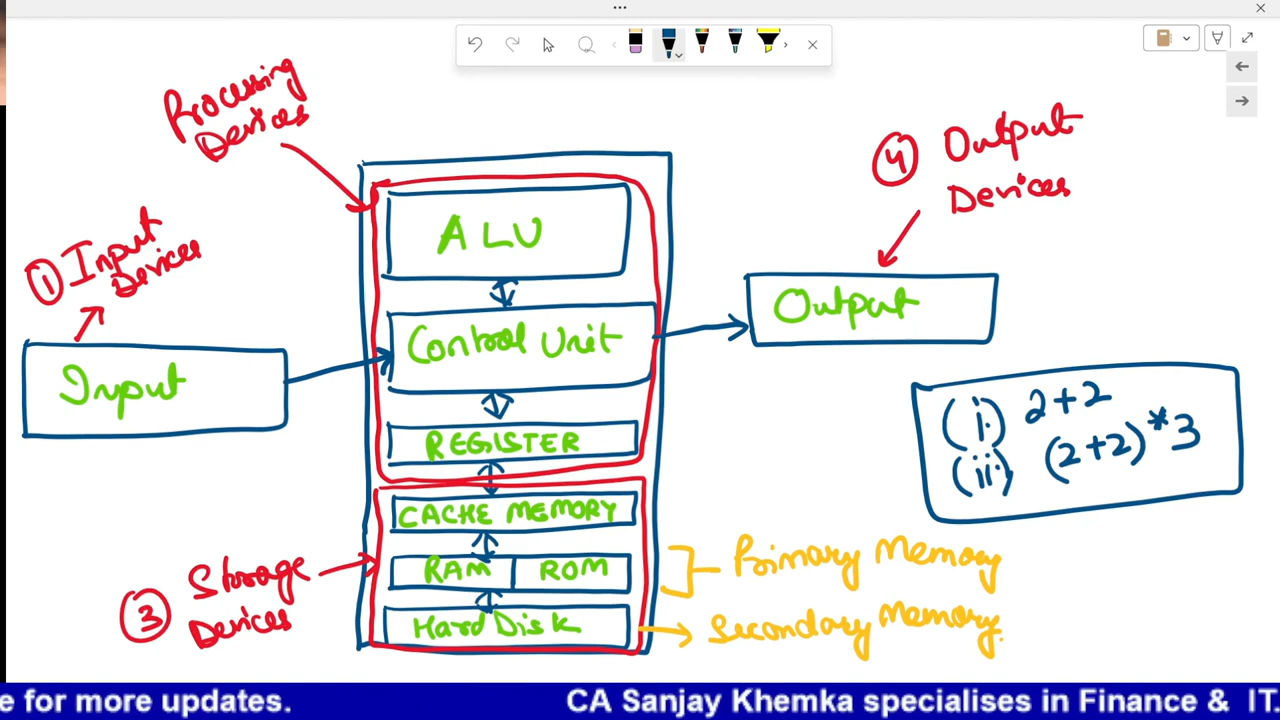 Processing
Devices
① Input
Devices
Input
ALU
Control Unit
REGISTER
CACHE MEMORY
RAM ROM
Hard Disk
③ Storage
Devices
④ Output
Devices
Output
(i) 2+2
(ii) (2+2)*3
Primary Memory
Secondary Memory.
e for more updates. CA Sanjay Khemka specialises in Finance & IT.